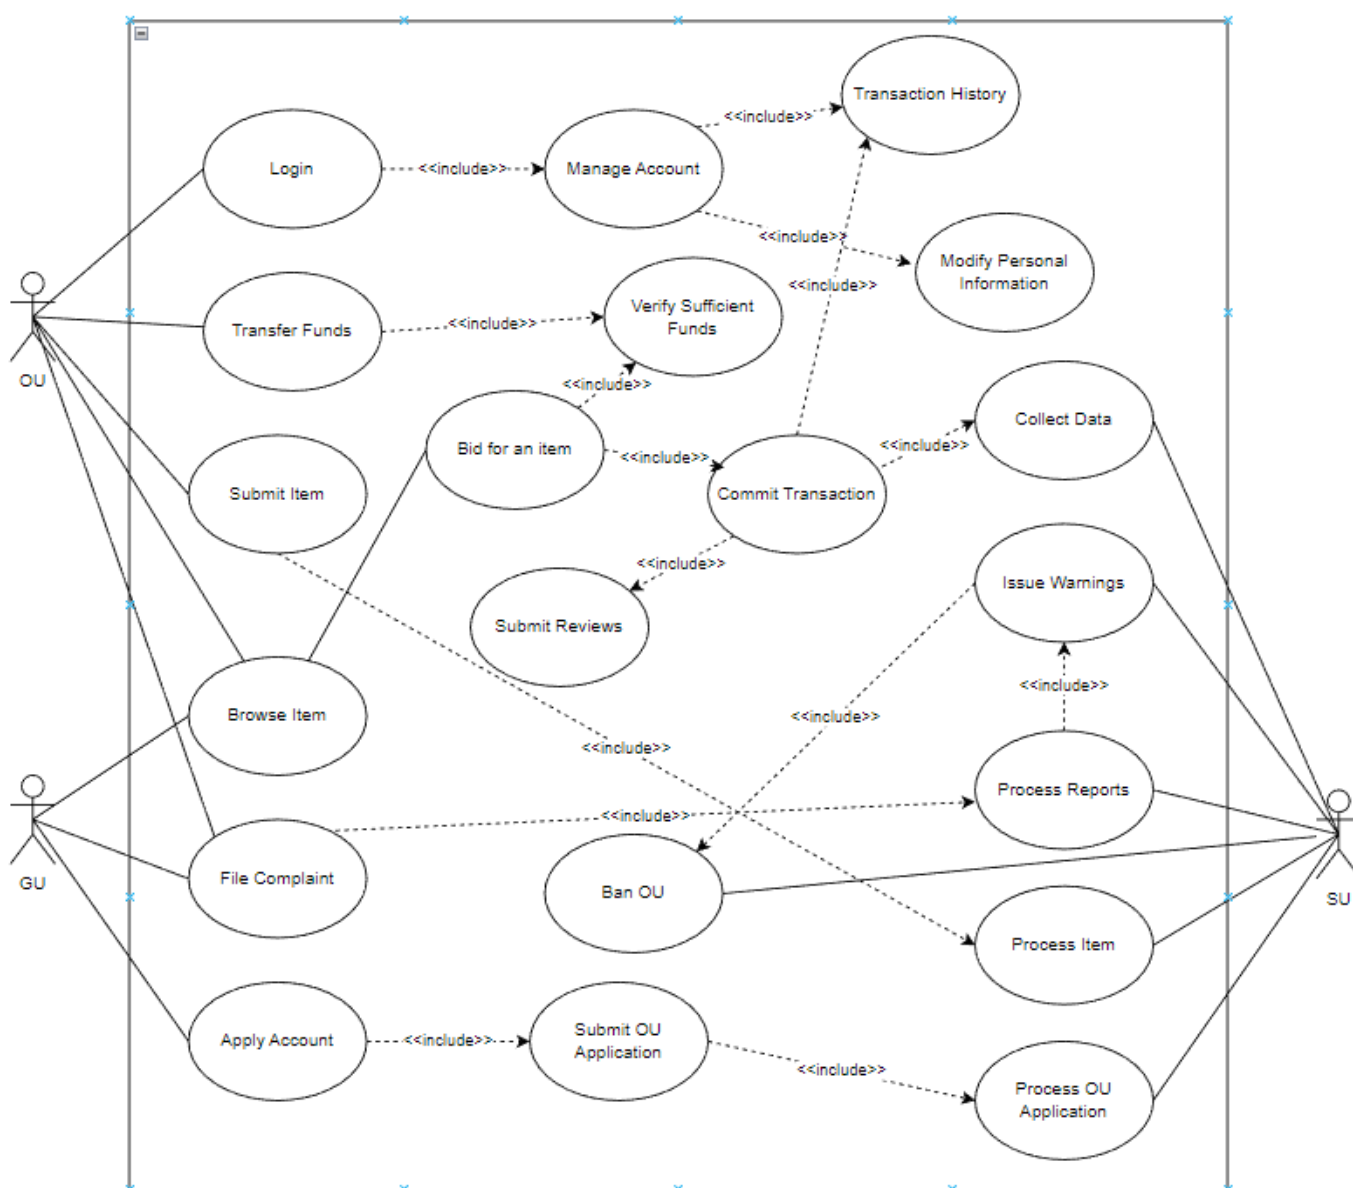 Transaction History
<<include>>
Login
<<include>>
Manage Account
<<include>>
Modify Personal
Information
<<include>>
Verify Sufficient
Funds
<<include>>
Transfer Funds
OU
<<include>>
Collect Data
Bid for an item
<<include>>
<<include>>
Submit Item
Commit Transaction
<<include>>
Issue Warnings
Submit Reviews
<<include>>
Browse Item
<<include>>
<<include>>
Process Reports
<<include>>
File Complaint
GU
Ban OU
SU
Process Item
Apply Account
<<include>>
Submit OU
Application
<<include>>
Process OU
Application